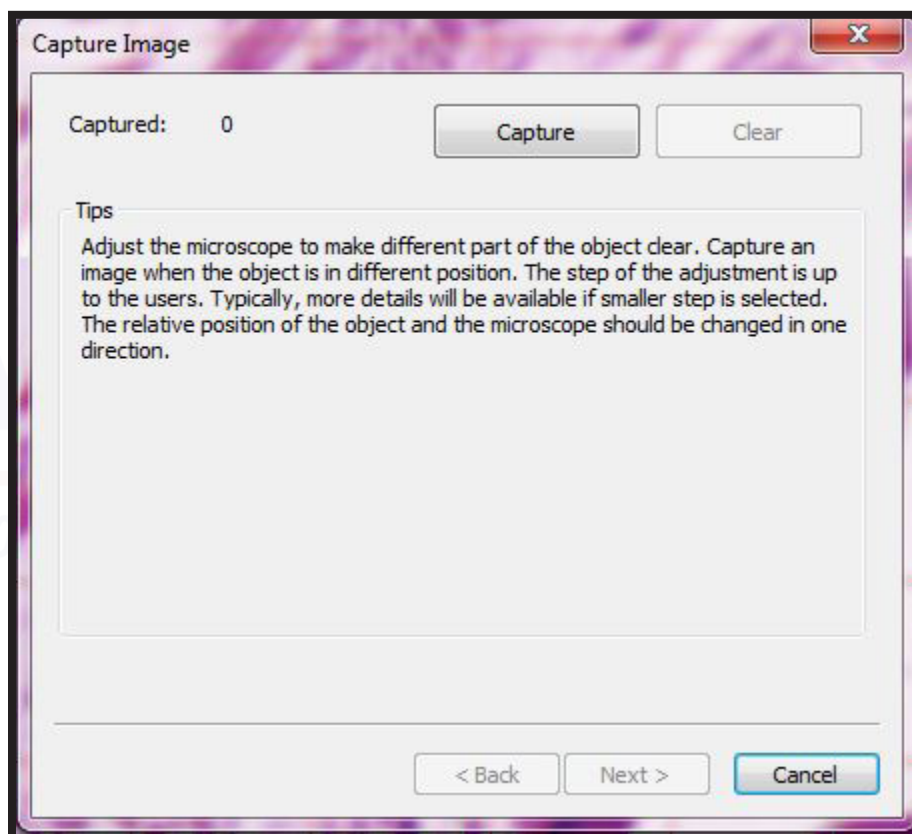 Capture Image
Captured: 0
Capture
Clear
Tips
Adjust the microscope to make different part of the object clear. Capture an
image when the object is in different position. The step of the adjustment is up
to the users. Typically, more details will be available if smaller step is selected.
The relative position of the object and the microscope should be changed in one
direction.
< Back
Next >
Cancel